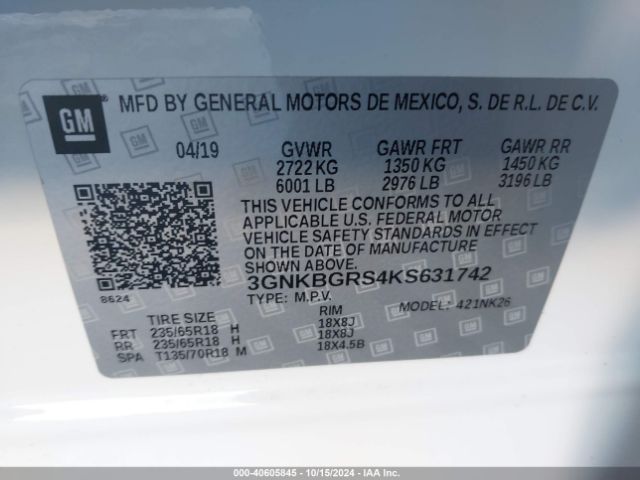 GM ®
MFD BY GENERAL MOTORS DE MEXICO, S. DE R.L. DE C.V.
04/19 GVWR GAWR FRT GAWR RR
2722 KG 1350 KG 1450 KG
6001 LB 2976 LB 3196 LB
THIS VEHICLE CONFORMS TO ALL
APPLICABLE U.S. FEDERAL MOTOR
VEHICLE SAFETY STANDARDS IN EFFECT
ON THE DATE OF MANUFACTURE
SHOWN ABOVE.
8624
3GNKBGRS4KS631742
TYPE: M.P.V. MODEL: 421NK26
TIRE SIZE RIM
FRT 235/65R18 H 18X8J
RR 235/65R18 H 18X8J
SPA T135/70R18 M 18X4.5B
000-40605845 - 10/15/2024 - IAA Inc.